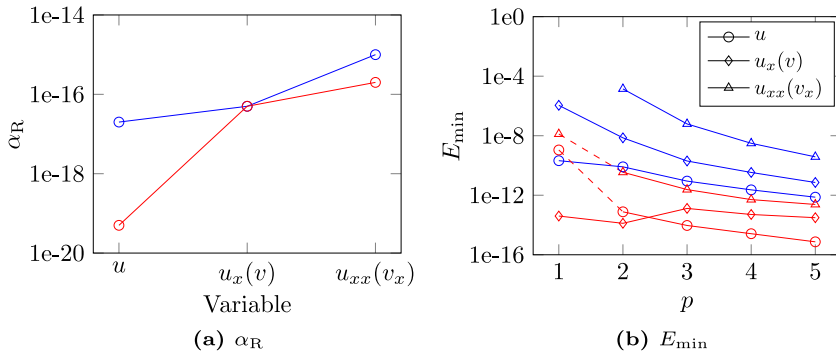 1e-14
1e-16
1e-18
1e-20
α_R
u
u_x(v)
u_xx(v_x)
Variable
(a) α_R
1e0
1e-4
1e-8
1e-12
1e-16
E_min
u
u_x(v)
u_xx(v_x)
1 2 3 4 5
p
(b) E_min